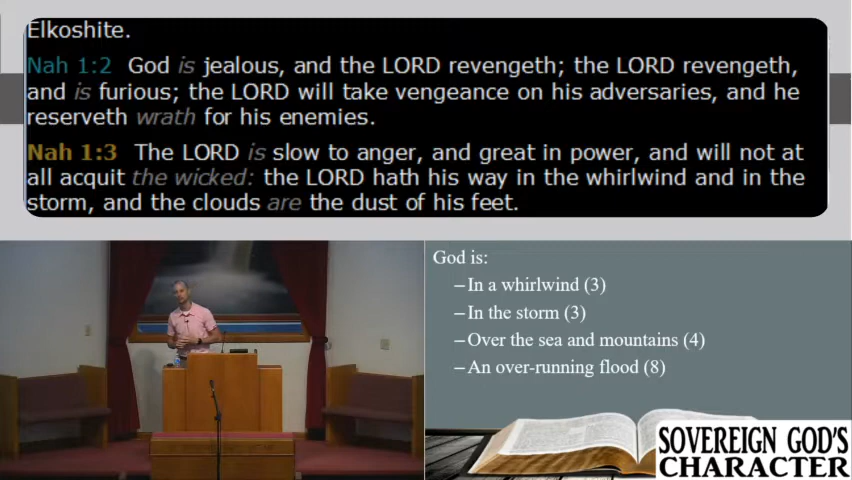 Elkoshite.
Nah 1:2 God is jealous, and the LORD revengeth; the LORD revengeth,
and is furious; the LORD will take vengeance on his adversaries, and he
reserveth wrath for his enemies.
Nah 1:3 The LORD is slow to anger, and great in power, and will not at
all acquit the wicked: the LORD hath his way in the whirlwind and in the
storm, and the clouds are the dust of his feet.
God is:
–In a whirlwind (3)
–In the storm (3)
–Over the sea and mountains (4)
–An over-running flood (8)
SOVEREIGN GOD'S
CHARACTER